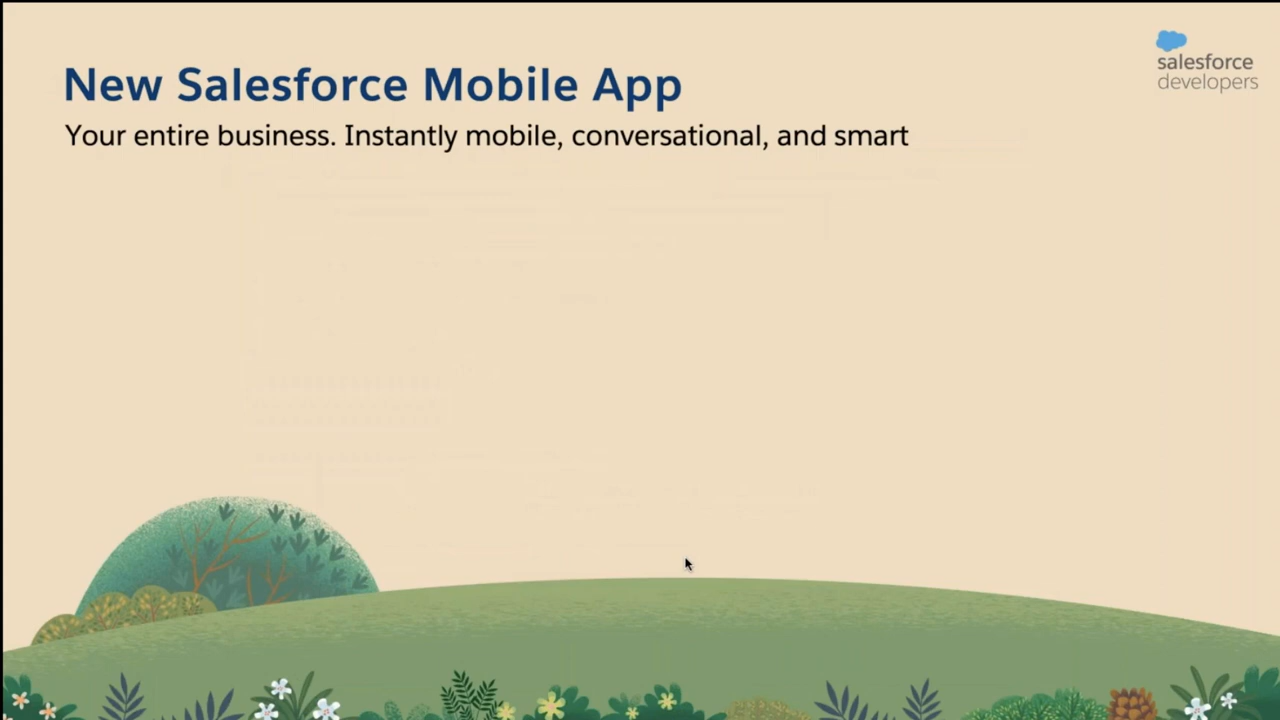 New Salesforce Mobile App
Your entire business. Instantly mobile, conversational, and smart
salesforce
developers